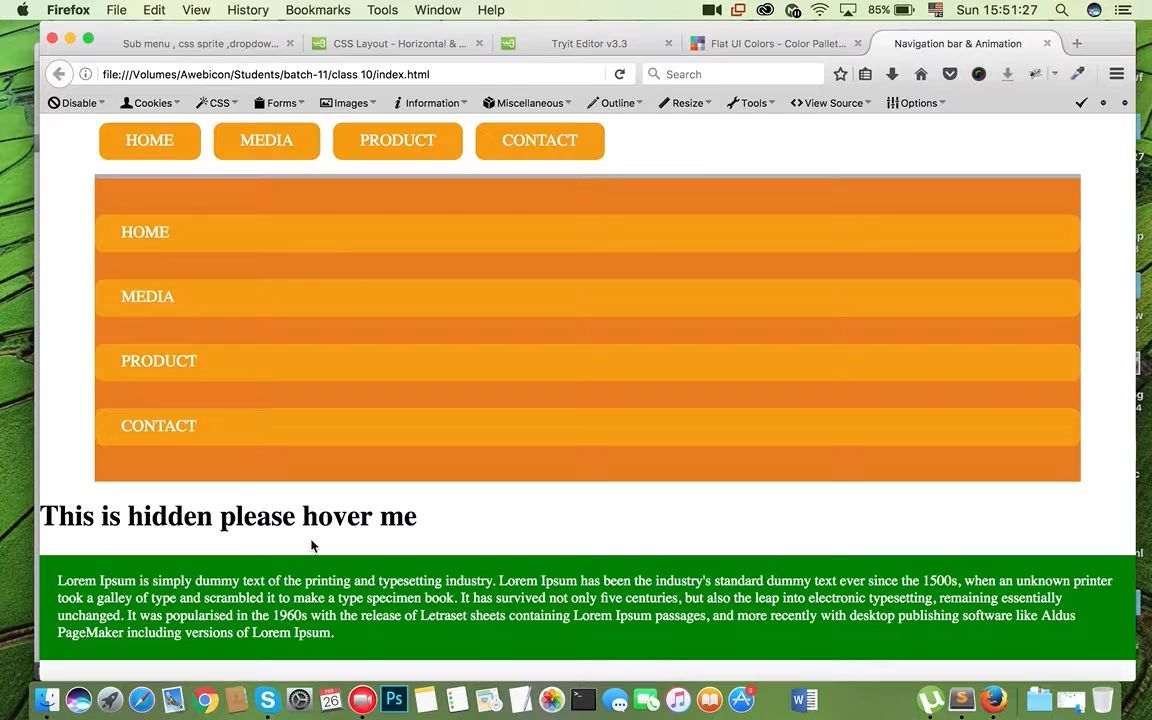 Firefox File Edit View History Bookmarks Tools Window Help 85% Sun 15:51:27
Sub menu , css sprite ,dropdow... CSS Layout - Horizontal & ... Tryit Editor v3.3 Flat UI Colors - Color Pallet... Navigation bar & Animation
file:///Volumes/Awebicon/Students/batch-11/class 10/index.html Search
Disable Cookies CSS Forms Images Information Miscellaneous Outline Resize Tools View Source Options
HOME MEDIA PRODUCT CONTACT
HOME
MEDIA
PRODUCT
CONTACT
This is hidden please hover me
Lorem Ipsum is simply dummy text of the printing and typesetting industry. Lorem Ipsum has been the industry's standard dummy text ever since the 1500s, when an unknown printer
took a galley of type and scrambled it to make a type specimen book. It has survived not only five centuries, but also the leap into electronic typesetting, remaining essentially
unchanged. It was popularised in the 1960s with the release of Letraset sheets containing Lorem Ipsum passages, and more recently with desktop publishing software like Aldus
PageMaker including versions of Lorem Ipsum.